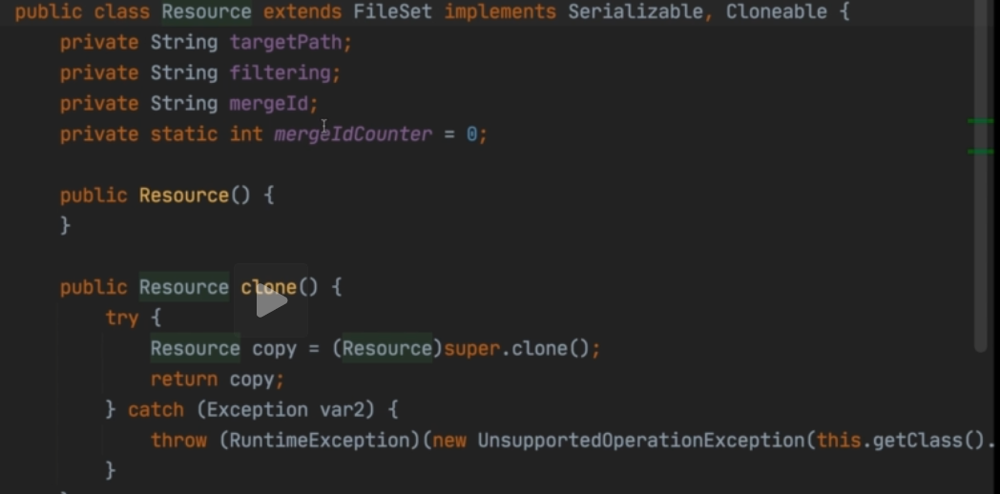 public class Resource extends FileSet implements Serializable, Cloneable {
    private String targetPath;
    private String filtering;
    private String mergeId;
    private static int mergeIdCounter = 0;

    public Resource() {
    }

    public Resource clone() {
        try {
            Resource copy = (Resource)super.clone();
            return copy;
        } catch (Exception var2) {
            throw (RuntimeException)(new UnsupportedOperationException(this.getClass().
        }